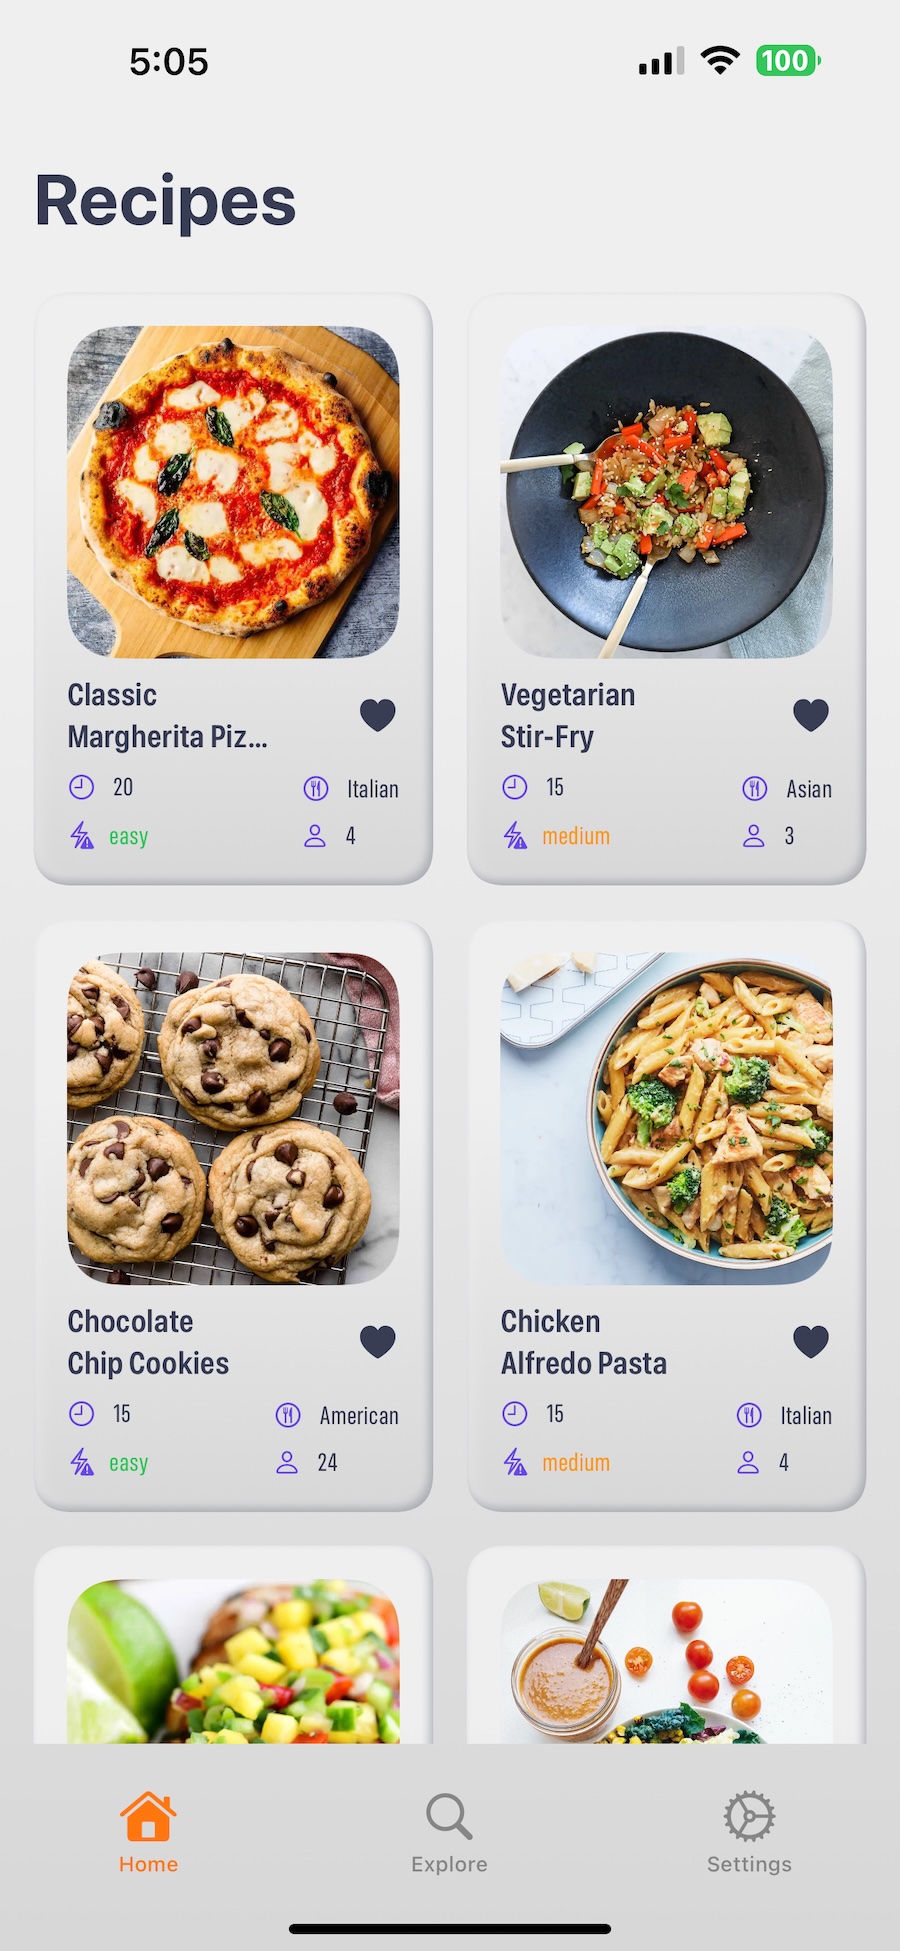 5:05
100
Recipes
Classic
Margherita Piz...
20
Italian
easy
4
Vegetarian
Stir-Fry
15
Asian
medium
3
Chocolate
Chip Cookies
15
American
easy
24
Chicken
Alfredo Pasta
15
Italian
medium
4
Home
Explore
Settings